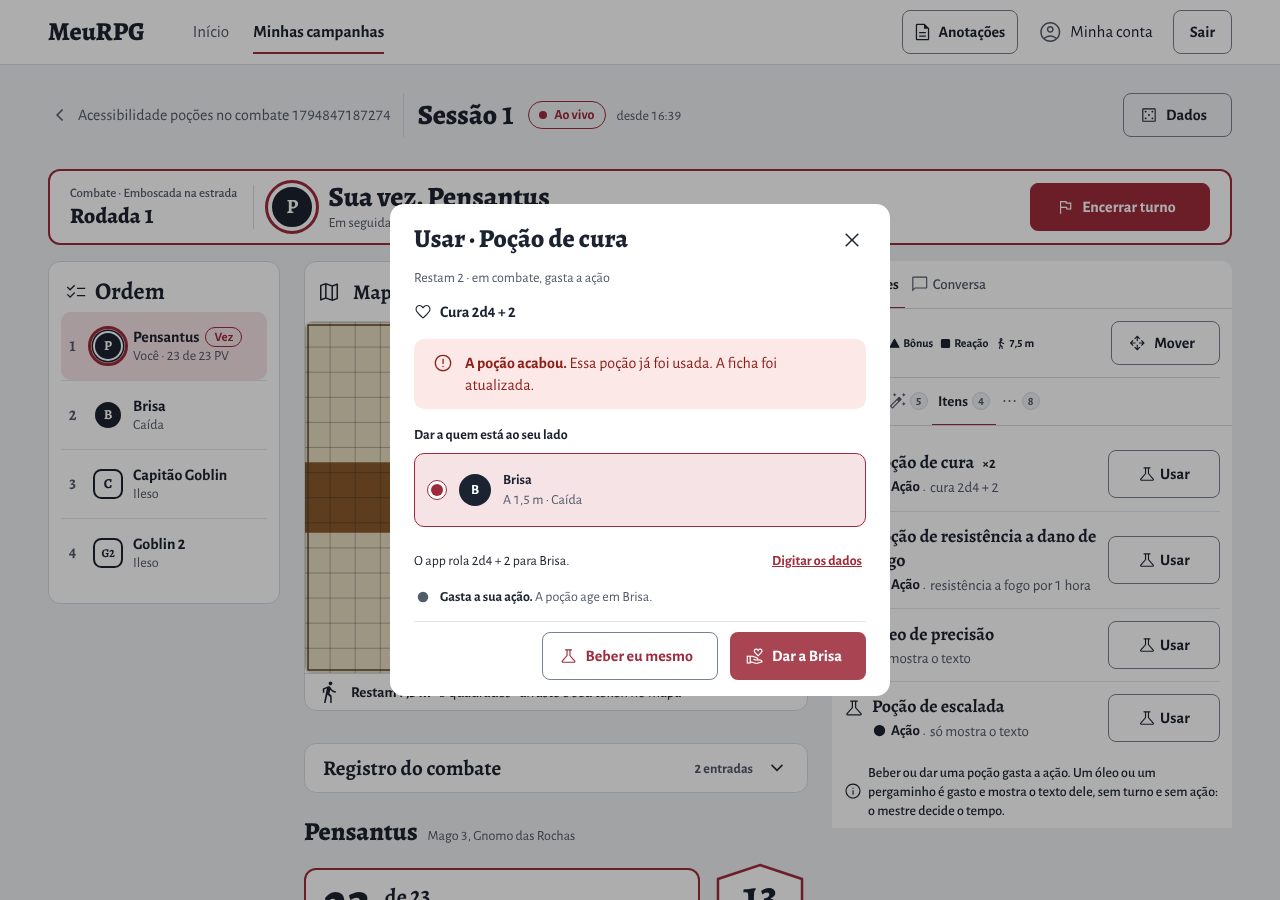 MeuRPG
Início
Minhas campanhas
Anotações
Minha conta
Sair
Acessibilidade poções no combate 1794847187274
Sessão 1
Ao vivo
desde 16:39
Dados
Combate · Emboscada na estrada
Rodada 1
P
Sua vez, Pensantus
Em seguida
Encerrar turno
Ordem
1
P
Pensantus
Vez
Você · 23 de 23 PV
2
B
Brisa
Caída
3
C
Capitão Goblin
Ileso
4
G2
Goblin 2
Ileso
Usar · Poção de cura
Restam 2 · em combate, gasta a ação
Cura 2d4 + 2
A poção acabou. Essa poção já foi usada. A ficha foi
atualizada.
Dar a quem está ao seu lado
B
Brisa
A 1,5 m · Caída
O app rola 2d4 + 2 para Brisa.
Digitar os dados
Gasta a sua ação. A poção age em Brisa.
Beber eu mesmo
Dar a Brisa
Conversa
Bônus
Reação
7,5 m
Mover
5
Itens
4
8
de cura ×2
Ação . cura 2d4 + 2
Usar
de resistência a dano de
Ação . resistência a fogo por 1 hora
Usar
de precisão
mostra o texto
Usar
Poção de escalada
Ação . só mostra o texto
Usar
Beber ou dar uma poção gasta a ação. Um óleo ou um
pergaminho é gasto e mostra o texto dele, sem turno e sem ação:
o mestre decide o tempo.
Registro do combate
2 entradas
Pensantus
Mago 3, Gnomo das Rochas
23
de 23
13